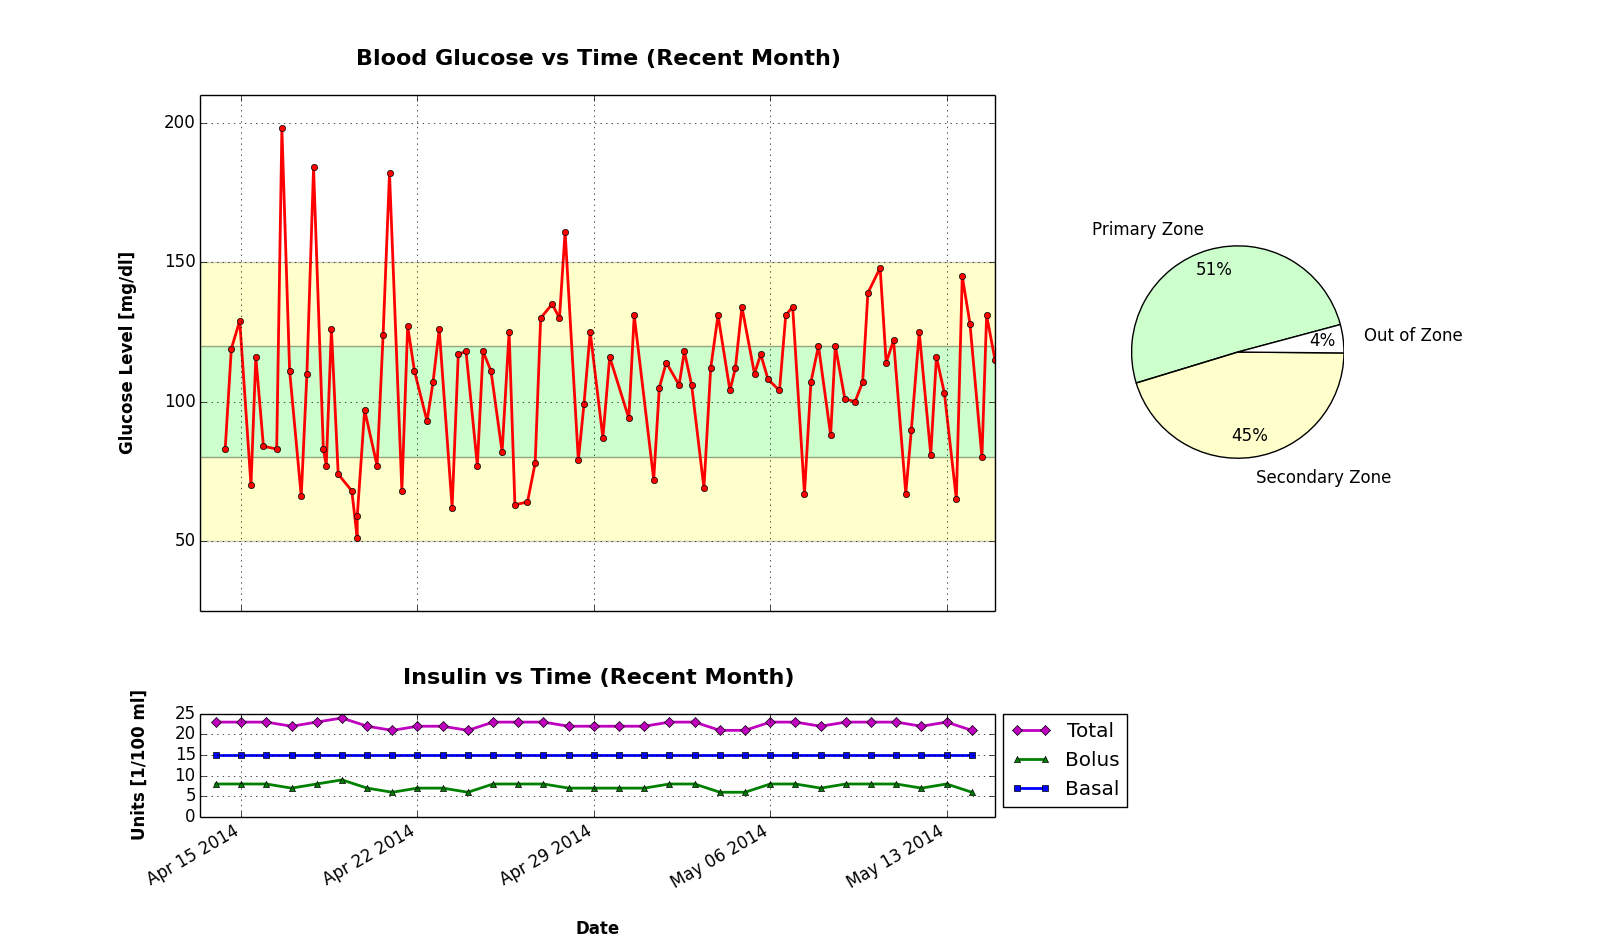 Blood Glucose vs Time (Recent Month)
Glucose Level [mg/dl]
200
150
100
50
Primary Zone
51%
4%
Out of Zone
45%
Secondary Zone
Insulin vs Time (Recent Month)
Units [1/100 ml]
25
20
15
10
5
0
Total
Bolus
Basal
Apr 15 2014
Apr 22 2014
Apr 29 2014
May 06 2014
May 13 2014
Date